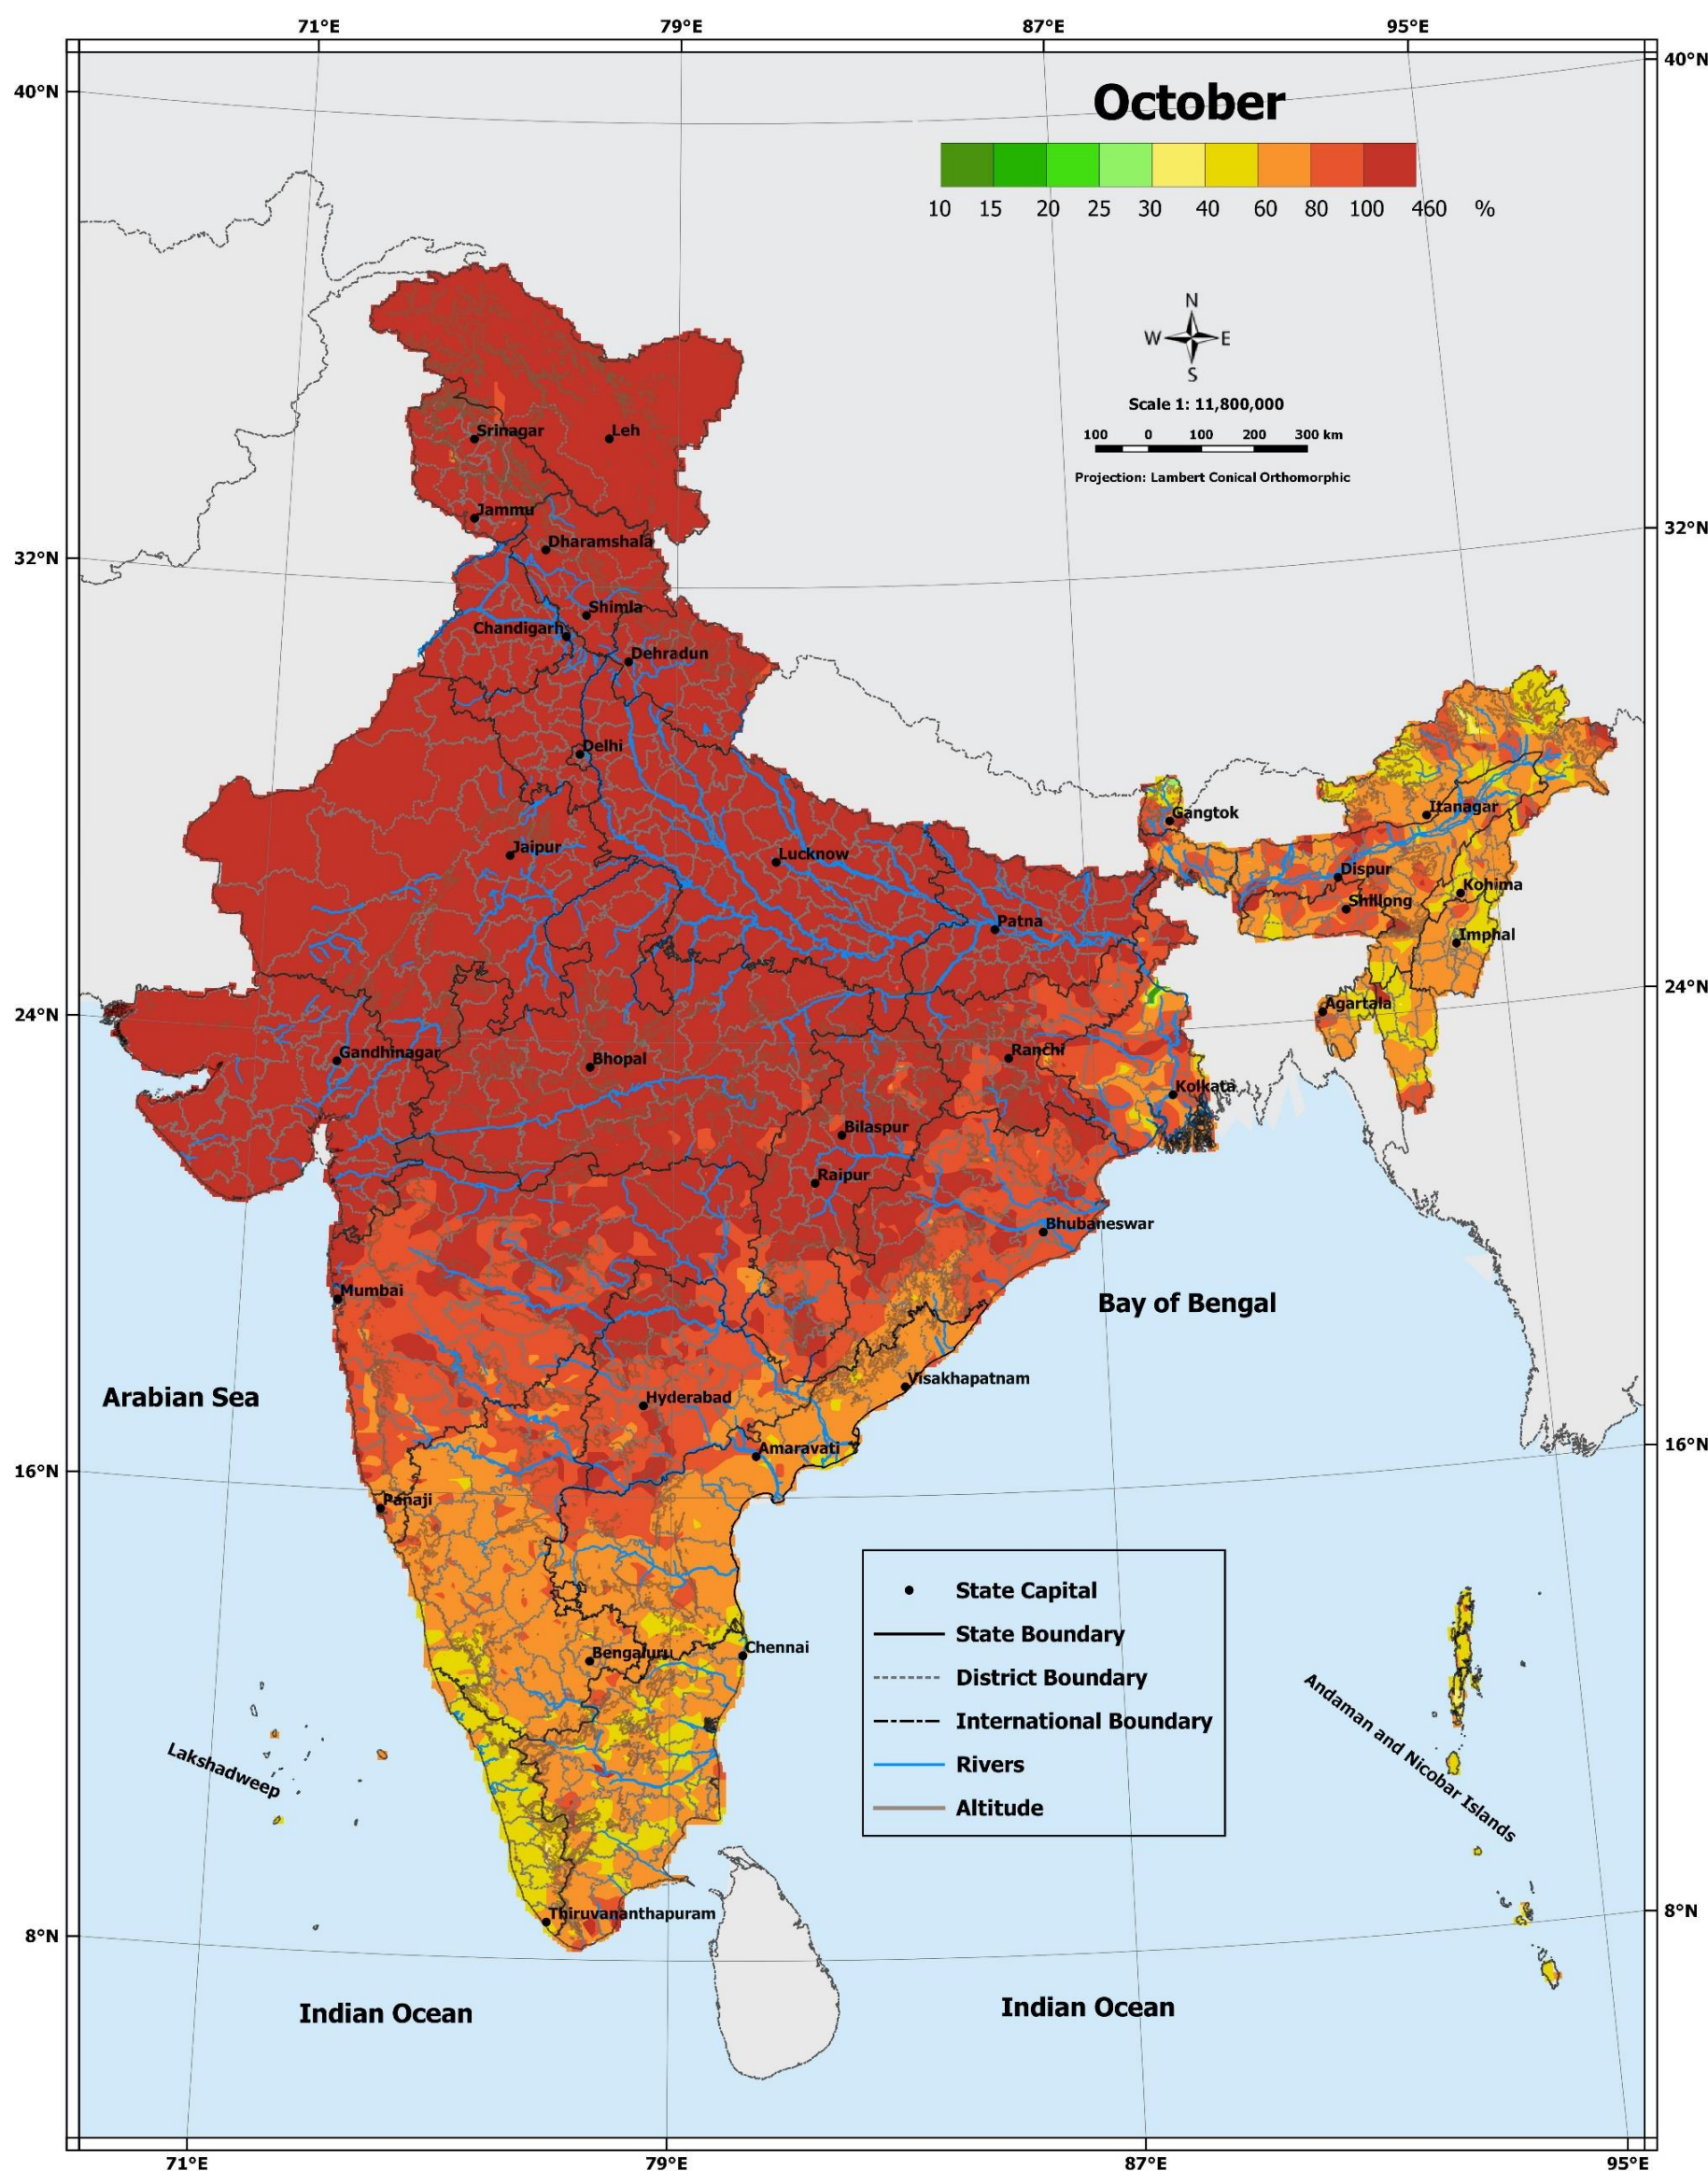 71°E 79°E 87°E 95°E
40°N 40°N
October
10 15 20 25 30 40 60 80 100 460 %
N
W E
S
Scale 1: 11,800,000
100 0 100 200 300 km
Projection: Lambert Conical Orthomorphic
Srinagar Leh
Jammu
Dharamshala
32°N 32°N
Shimla
Chandigarh
Dehradun
Delhi
Itanagar
Gangtok
Jaipur Lucknow
Dispur
Kohima
Shillong
Patna
Imphal
24°N 24°N
Agartala
Gandhinagar Bhopal Ranchi
Kolkata
Bilaspur
Raipur
Bhubaneswar
Mumbai
Bay of Bengal
Visakhapatnam
Arabian Sea
Hyderabad
Amaravati
16°N 16°N
Panaji
State Capital
State Boundary
Bengaluru Chennai
District Boundary
International Boundary
Rivers
Altitude
Lakshadweep
Andaman and Nicobar Islands
Thiruvananthapuram
8°N 8°N
Indian Ocean Indian Ocean
71°E 79°E 87°E 95°E